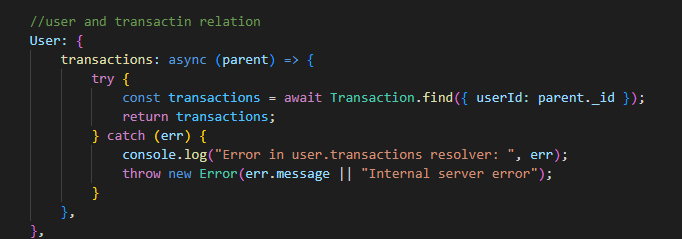 //user and transactin relation
User: {
transactions: async (parent) => {
try {
const transactions = await Transaction.find({ userId: parent._id });
return transactions;
} catch (err) {
console.log("Error in user.transactions resolver: ", err);
throw new Error(err.message || "Internal server error");
}
},
},